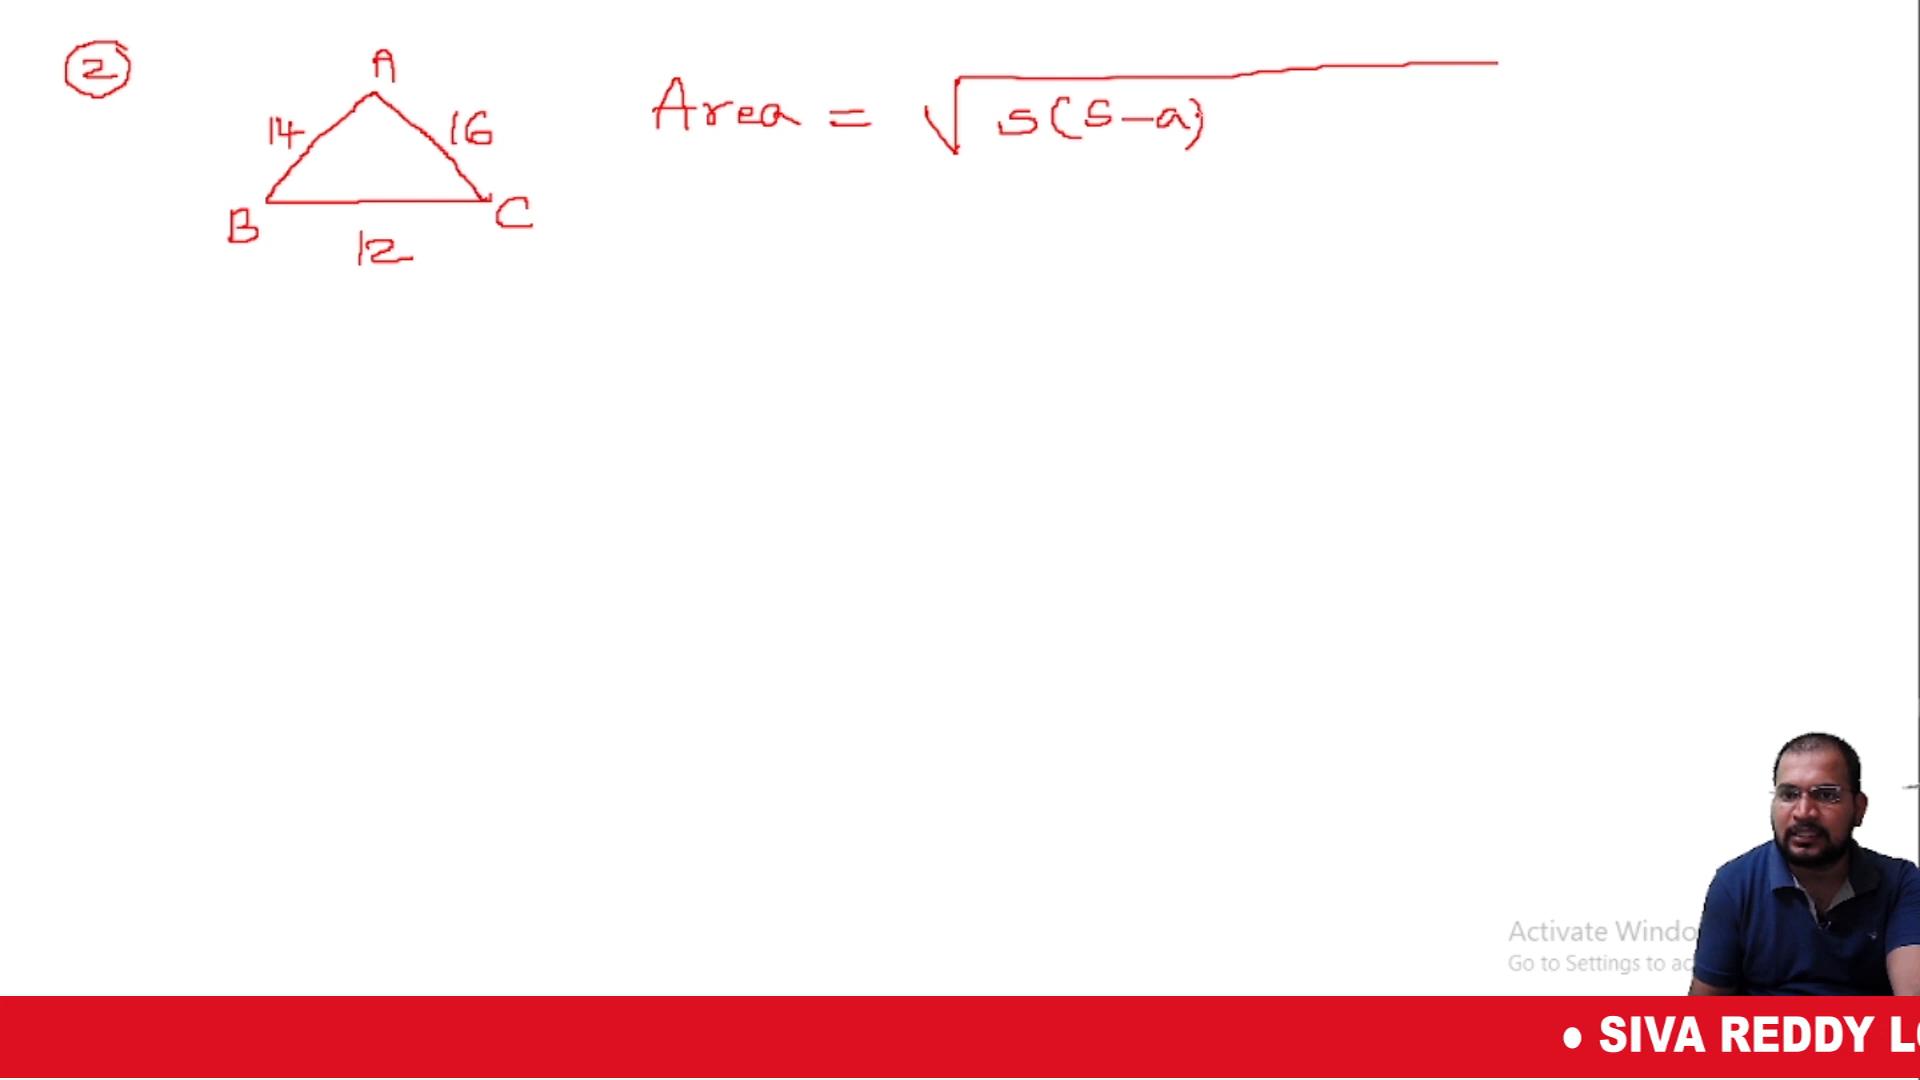 2
A
14
16
B
C
12
Area = √s(s-a)
Activate Windo
Go to Settings to ac
• SIVA REDDY L